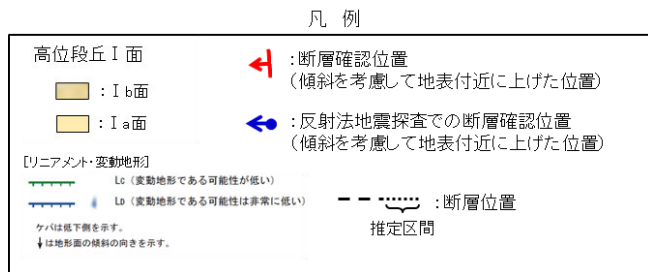 凡 例
高位段丘Ⅰ面
：Ⅰb面
：Ⅰa面
：断層確認位置
（傾斜を考慮して地表付近に上げた位置）
：反射法地震探査での断層確認位置
（傾斜を考慮して地表付近に上げた位置）
［リニアメント・変動地形］
Lc（変動地形である可能性が低い）
LD（変動地形である可能性は非常に低い）
ケバは低下側を示す。
↓は地形面の傾斜の向きを示す。
：断層位置
推定区間